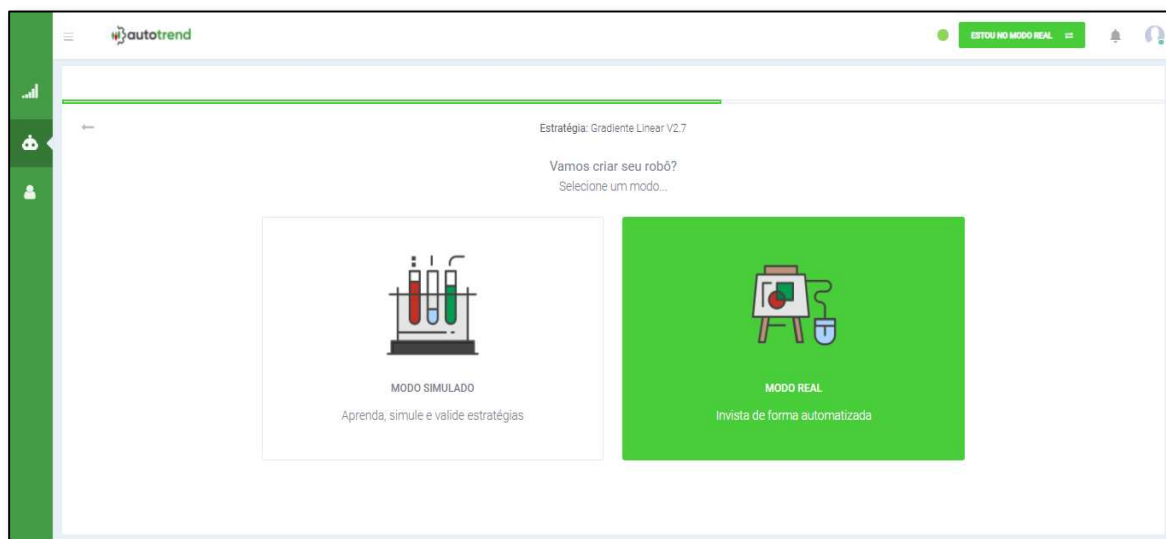 autotrend
ESTOU NO MODO REAL
Estratégia: Gradiente Linear V2.7
Vamos criar seu robô?
Selecione um modo...
MODO SIMULADO
Aprenda, simule e valide estratégias
MODO REAL
Invista de forma automatizada